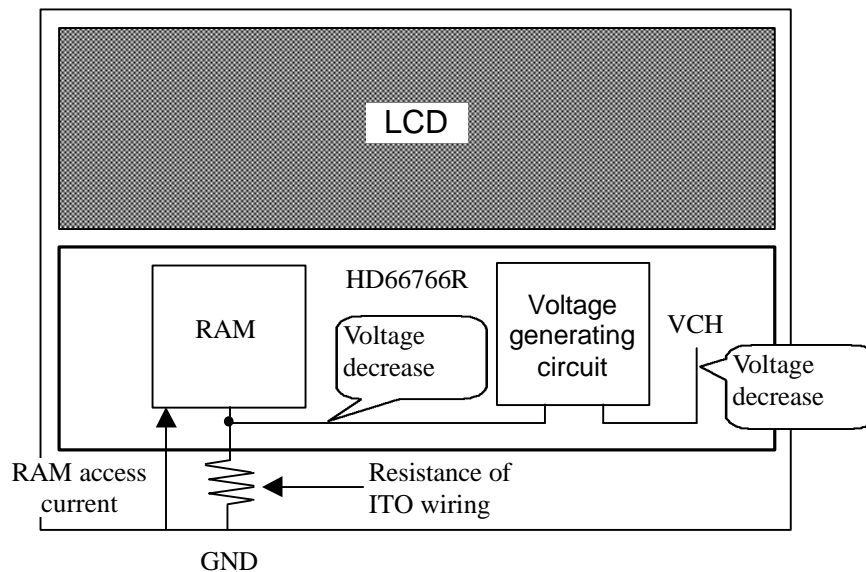 LCD
HD66766R
RAM
Voltage
decrease
Voltage
generating
circuit
VCH
Voltage
decrease
RAM access
current
Resistance of
ITO wiring
GND